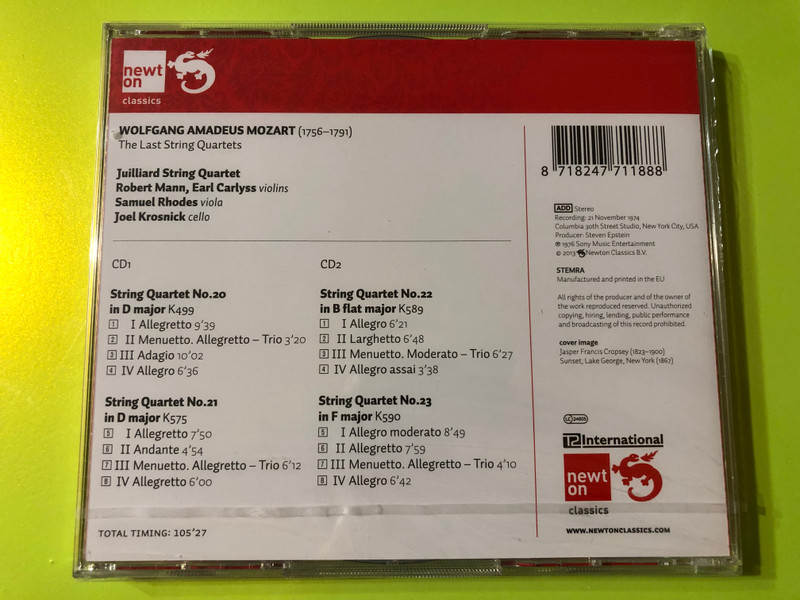 newt
on
classics
WOLFGANG AMADEUS MOZART (1756–1791)
The Last String Quartets
Juilliard String Quartet
Robert Mann, Earl Carlyss violins
Samuel Rhodes viola
Joel Krosnick cello
CD1
String Quartet No.20
in D major K499
1 I Allegretto 9’39
2 II Menuetto. Allegretto – Trio 3’20
3 III Adagio 10’02
4 IV Allegro 6’36
String Quartet No.21
in D major K575
5 I Allegretto 7’50
6 II Andante 4’54
7 III Menuetto. Allegretto – Trio 6’12
8 IV Allegretto 6’00
CD2
String Quartet No.22
in B flat major K589
1 I Allegro 6’21
2 II Larghetto 6’48
3 III Menuetto. Moderato – Trio 6’27
4 IV Allegro assai 3’38
String Quartet No.23
in F major K590
5 I Allegro moderato 8’49
6 II Allegretto 7’59
7 III Menuetto. Allegretto – Trio 4’10
8 IV Allegro 6’42
TOTAL TIMING: 105’27
8 718247 711888
ADD Stereo
Recording: 21 November 1974
Columbia 30th Street Studio, New York City, USA
Producer: Steven Epstein
℗ 1976 Sony Music Entertainment
© 2013 Newton Classics B.V.
STEMRA
Manufactured and printed in the EU
All rights of the producer and of the owner of
the work reproduced reserved. Unauthorized
copying, hiring, lending, public performance
and broadcasting of this record prohibited.
cover image
Jasper Francis Cropsey (1823–1900)
Sunset, Lake George, New York (1867)
LC 24605
International
newt
on
classics
WWW.NEWTONCLASSICS.COM